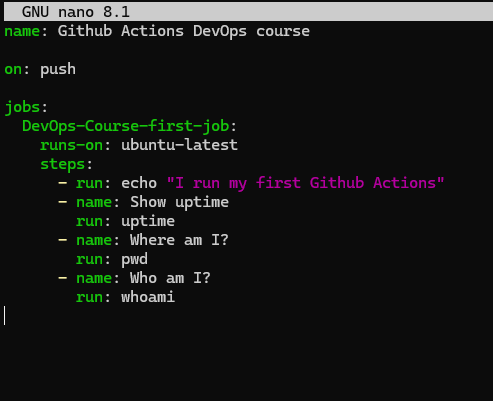 GNU nano 8.1
name: Github Actions DevOps course
on: push
jobs:
DevOps-Course-first-job:
runs-on: ubuntu-latest
steps:
- run: echo "I run my first Github Actions"
- name: Show uptime
run: uptime
- name: Where am I?
run: pwd
- name: Who am I?
run: whoami